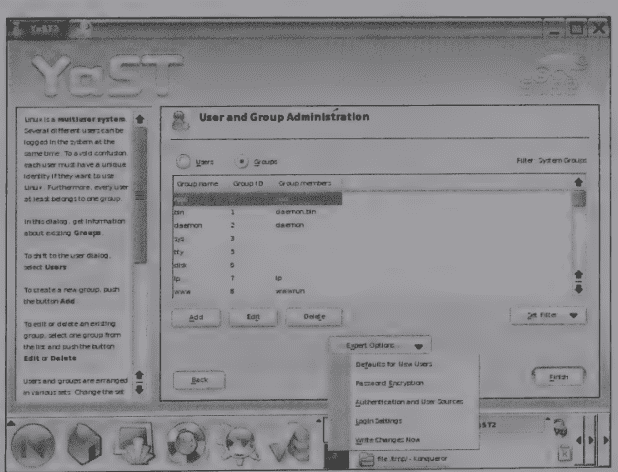 YaST2
YaST
Linux is a multiuser system.
Several different users can be
logged in the system at the
same time. To avoid confusion,
each user must have a unique
identity if they want to use
Linux. Furthermore, every user
at least belongs to one group.
In this dialog, get information
about existing Groups.
To shift to the user dialog,
select Users.
To create a new group, push
the button Add.
To edit or delete an existing
group, select one group from
the list and push the button
Edit or Delete.
Users and groups are arranged
in various sets. Change the set
User and Group Administration
Users Groups Filter: System Groups
Group Name Group ID Group members
bin 1 daemon,bin
daemon 2 daemon
sys 3
tty 5
disk 6
lp 7 lp
www 8
Add Edit Delete Set Filter
Expert Options
Defaults for New Users
Password Encryption
Authentication and User Sources
Login Settings
Write Changes Now
Back Finish
file:/tmp/ - Konqueror